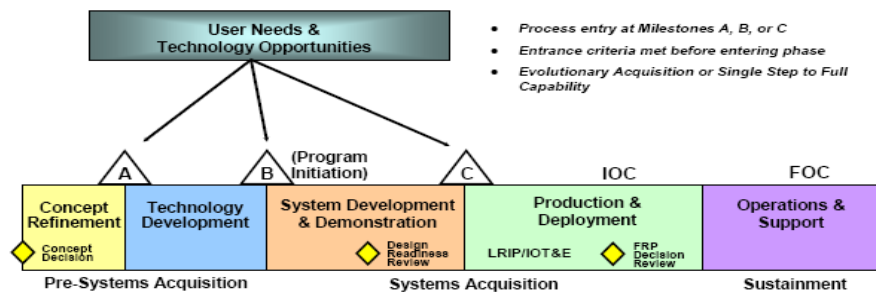 User Needs &
Technology Opportunities
• Process entry at Milestones A, B, or C
• Entrance criteria met before entering phase
• Evolutionary Acquisition or Single Step to Full
Capability
A
B
(Program
Initiation)
C
IOC
FOC
Concept
Refinement
Technology
Development
System Development
& Demonstration
Production &
Deployment
Operations &
Support
Concept
Decision
Design
Readiness
Review
LRIP/IOT&E
FRP
Decision
Review
Pre-Systems Acquisition
Systems Acquisition
Sustainment